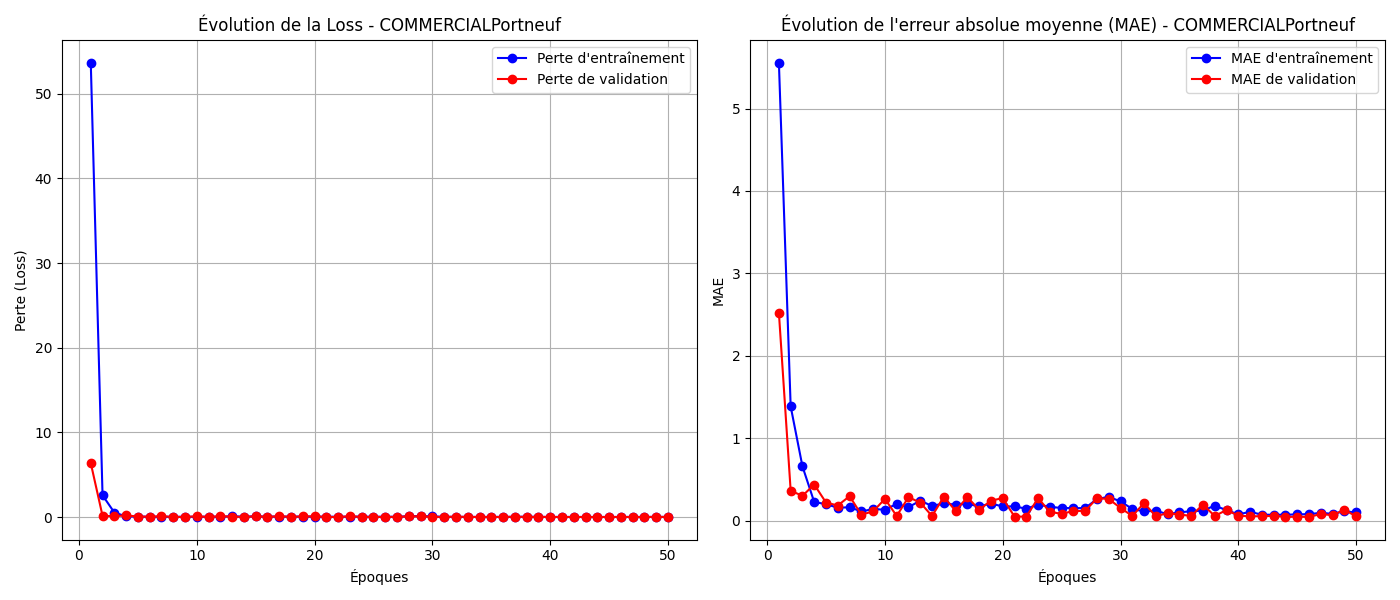 Évolution de la Loss - COMMERCIALPortneuf
Perte d'entraînement
Perte de validation
50
40
30
20
10
0
Perte (Loss)
0 10 20 30 40 50
Époques
Évolution de l'erreur absolue moyenne (MAE) - COMMERCIALPortneuf
MAE d'entraînement
MAE de validation
5
4
3
2
1
0
MAE
0 10 20 30 40 50
Époques